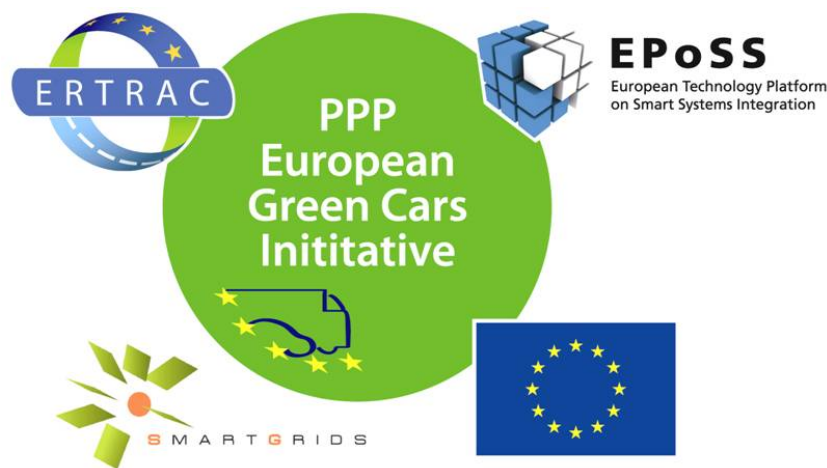 ERTRAC
PPP
European
Green Cars
Inititative
EPoSS
European Technology Platform
on Smart Systems Integration
SMARTGRIDS